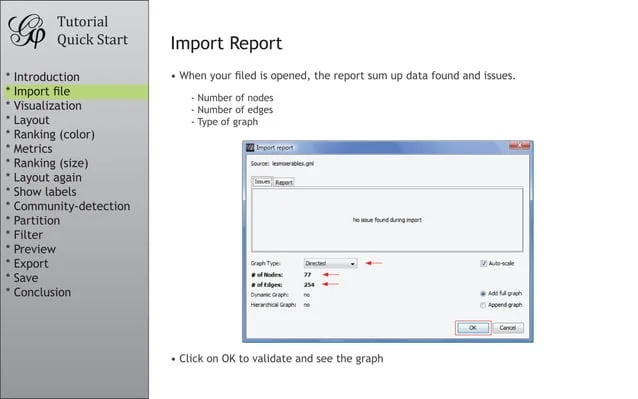 Tutorial
Quick Start
* Introduction
* Import file
* Visualization
* Layout
* Ranking (color)
* Metrics
* Ranking (size)
* Layout again
* Show labels
* Community-detection
* Partition
* Filter
* Preview
* Export
* Save
* Conclusion
Import Report
• When your filed is opened, the report sum up data found and issues.
- Number of nodes
- Number of edges
- Type of graph
Import report
Source: lesmiserables.gml
Issues Report
No issue found during import
Graph Type: Directed
Auto-scale
# of Nodes: 77
# of Edges: 254
Dynamic Graph: no
Add full graph
Hierarchical Graph: no
Append graph
OK Cancel
• Click on OK to validate and see the graph